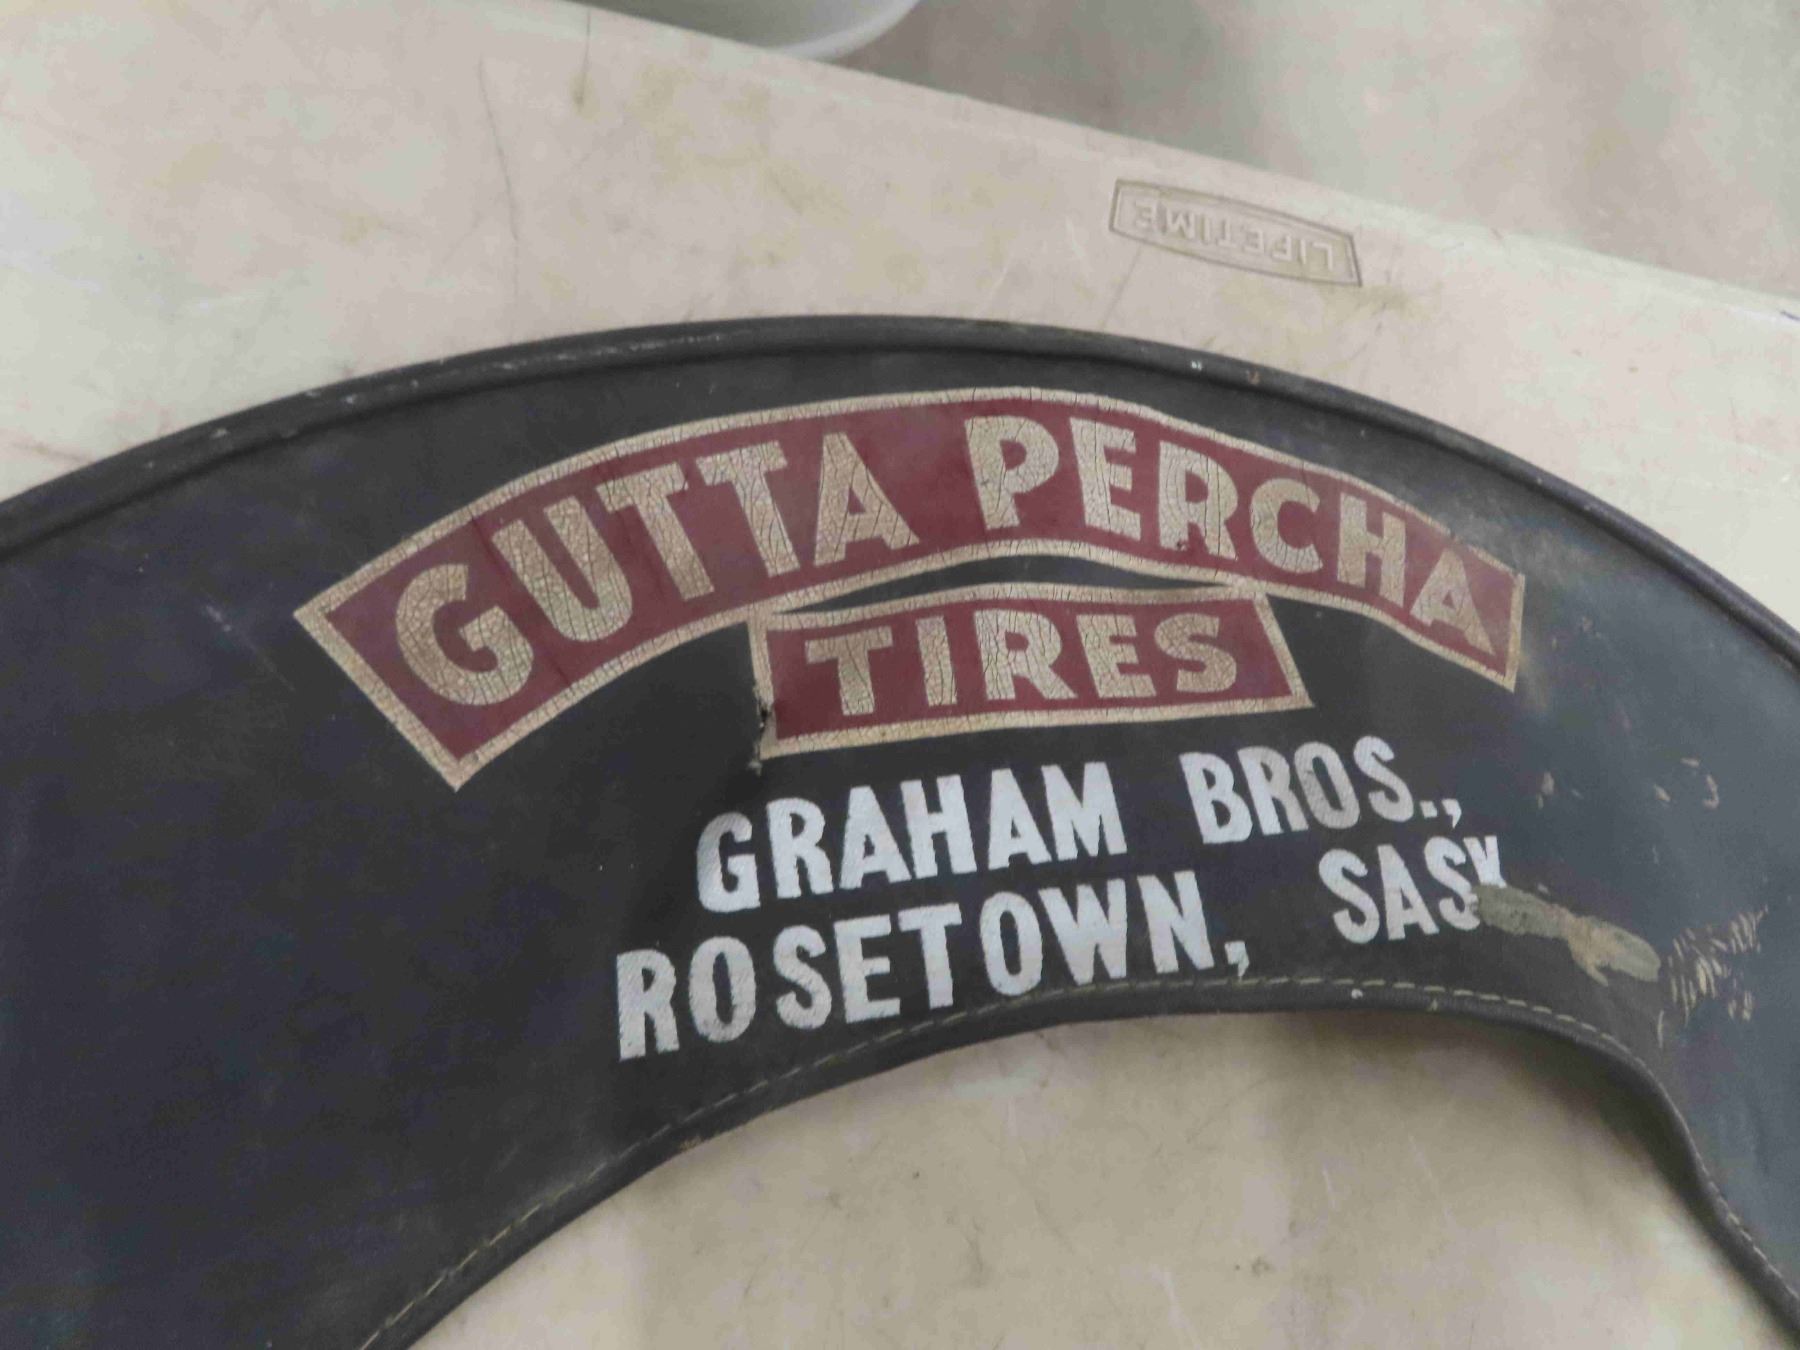 LIFETIME
GUTTA PERCHA
TIRES
GRAHAM BROS.,
ROSETOWN, SASK